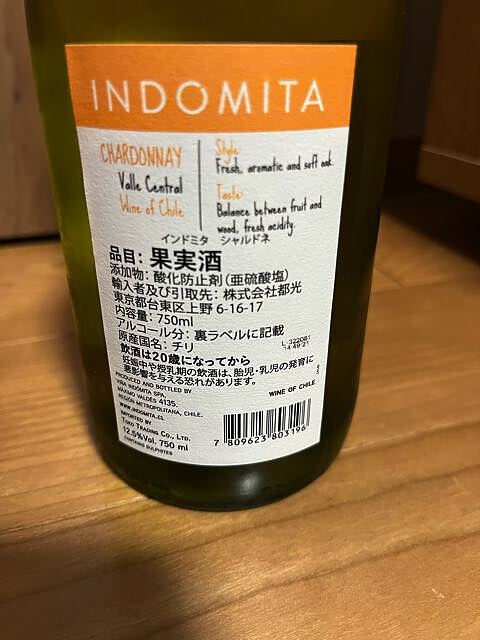 INDOMITA
CHARDONNAY
Valle Central
Wine of Chile
Style:
Fresh, aromatic and soft oak.
Taste:
Balance between fruit and
wood, fresh acidity.
インドミタ シャルドネ
品目: 果実酒
添加物: 酸化防止剤(亜硫酸塩)
輸入者及び引取先: 株式会社都光
東京都台東区上野 6-16-17
内容量: 750ml
アルコール分: 裏ラベルに記載
原産国名: チリ
飲酒は20歳になってから
妊娠中や授乳期の飲酒は、胎児・乳児の発育に
悪影響を与える恐れがあります。
L-3220B1
14:49 21
PRODUCED AND BOTTLED BY
VIÑA INDOMITA SPA.
MÁXIMO VALDÉS 4135.
REGIÓN METROPOLITANA, CHILE.
WWW.INDOMITA.CL
IMPORTED BY
TOKO TRADING CO., LTD.
12.5%Vol. 750 ml
CONTAINS SULPHITES
WINE OF CHILE
7 809623 803196